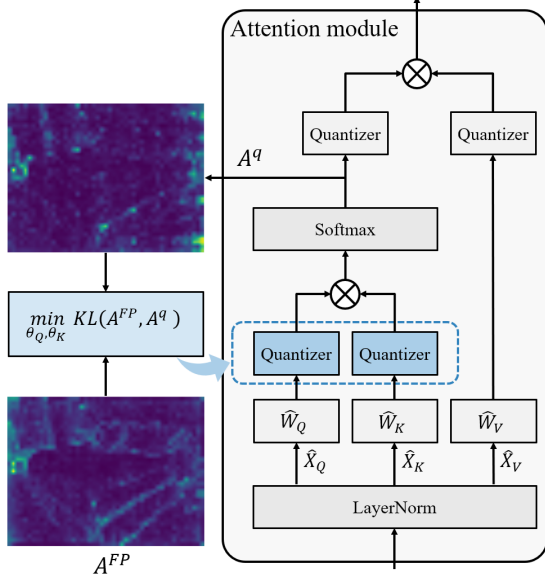 Attention module
Quantizer
Quantizer
A^q
Softmax
min KL(A^{FP}, A^q)
θ_Q,θ_K
Quantizer
Quantizer
Ŵ_Q
Ŵ_K
Ŵ_V
X̂_Q
X̂_K
X̂_V
LayerNorm
A^{FP}